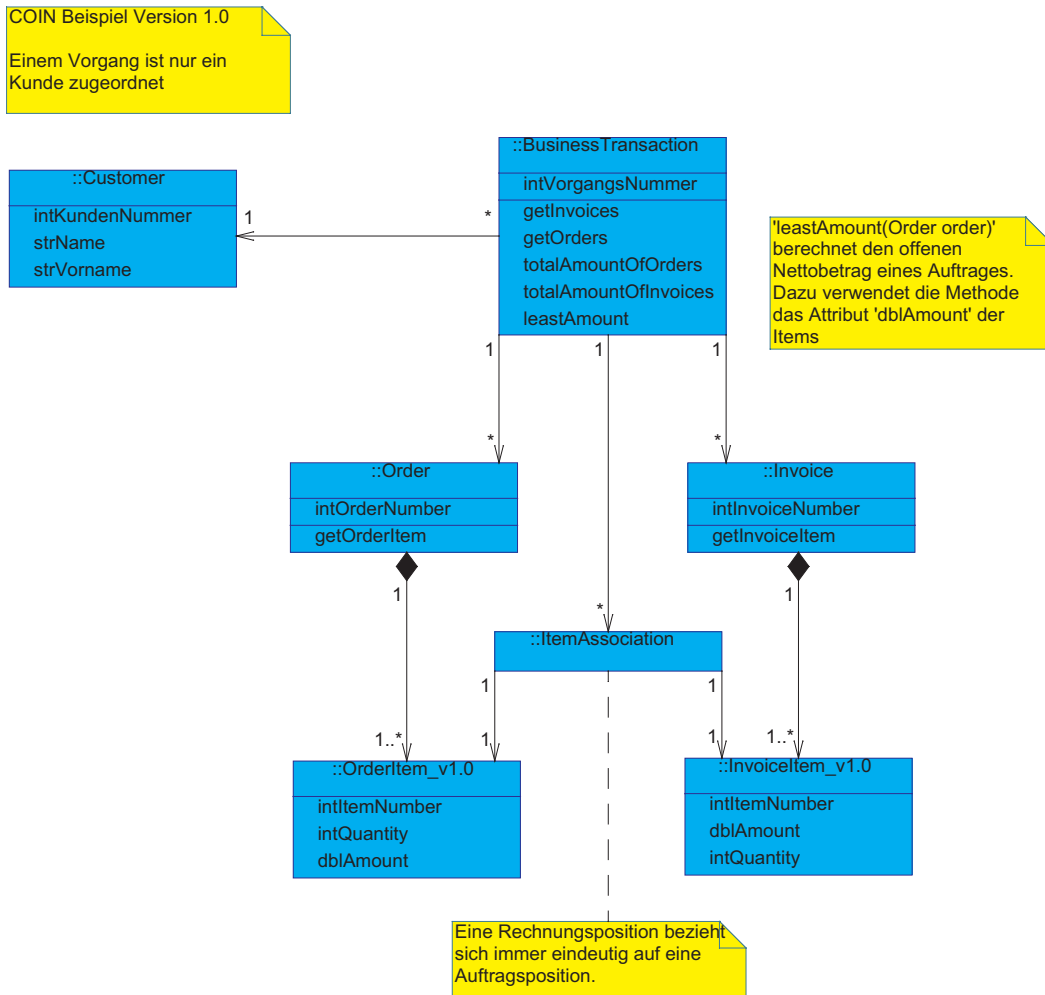 COIN Beispiel Version 1.0
Einem Vorgang ist nur ein
Kunde zugeordnet
::Customer
intKundenNummer
strName
strVorname
1
*
::BusinessTransaction
intVorgangsNummer
getInvoices
getOrders
totalAmountOfOrders
totalAmountOfInvoices
leastAmount
'leastAmount(Order order)'
berechnet den offenen
Nettobetrag eines Auftrages.
Dazu verwendet die Methode
das Attribut 'dblAmount' der
Items
1
1
1
*
*
::Order
intOrderNumber
getOrderItem
::Invoice
intInvoiceNumber
getInvoiceItem
1
1
*
::ItemAssociation
1
1
1..*
1
1
1..*
::OrderItem_v1.0
intItemNumber
intQuantity
dblAmount
::InvoiceItem_v1.0
intItemNumber
dblAmount
intQuantity
Eine Rechnungsposition bezieht
sich immer eindeutig auf eine
Auftragsposition.